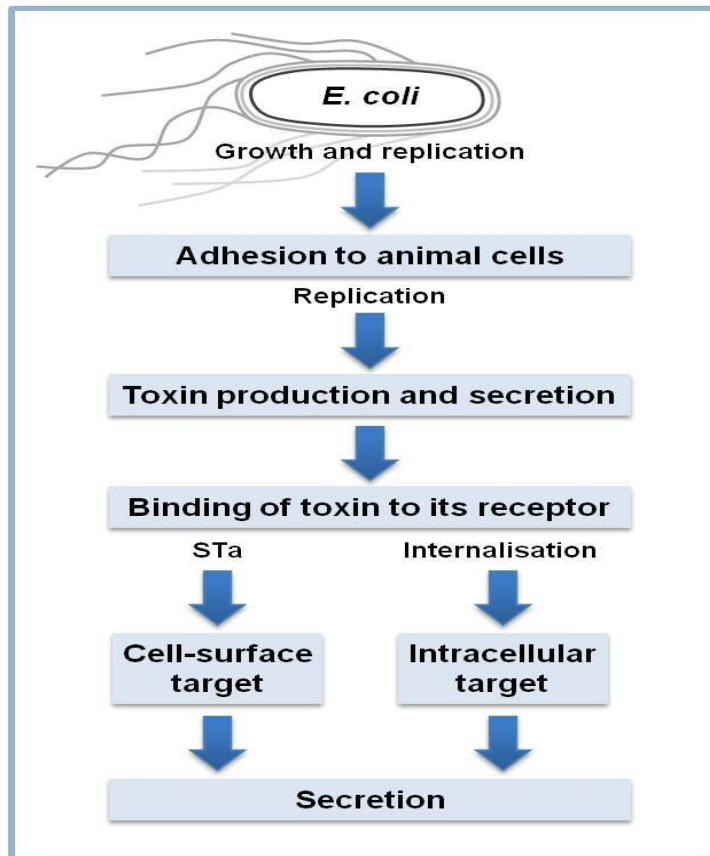 E. coli
Growth and replication
Adhesion to animal cells
Replication
Toxin production and secretion
Binding of toxin to its receptor
STa
Internalisation
Cell-surface
target
Intracellular
target
Secretion